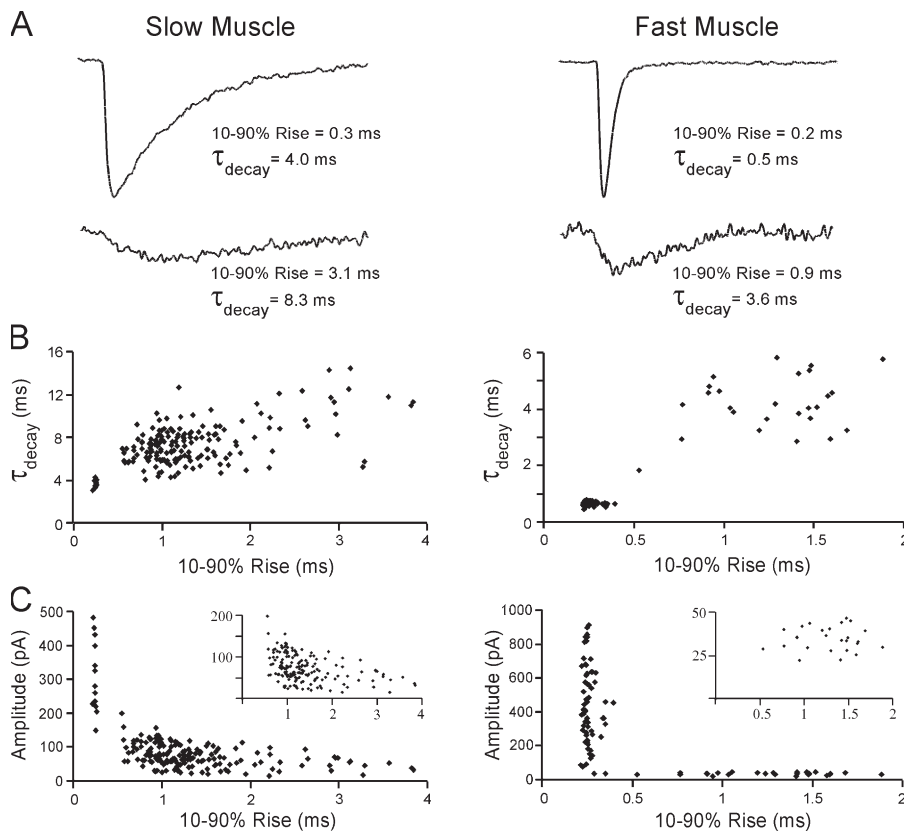 A
Slow Muscle
Fast Muscle
10-90% Rise = 0.3 ms
τdecay= 4.0 ms
10-90% Rise = 0.2 ms
τdecay= 0.5 ms
10-90% Rise = 3.1 ms
τdecay= 8.3 ms
10-90% Rise = 0.9 ms
τdecay= 3.6 ms
B
τdecay (ms)
16
12
8
4
0
0 1 2 3 4
10-90% Rise (ms)
τdecay (ms)
6
4
2
0
0 0.5 1 1.5 2
10-90% Rise (ms)
C
Amplitude (pA)
500
400
300
200
100
0
0 1 2 3 4
10-90% Rise (ms)
200
100
1 2 3 4
Amplitude (pA)
1000
800
600
400
200
0
0 0.5 1 1.5 2
10-90% Rise (ms)
50
25
0.5 1 1.5 2